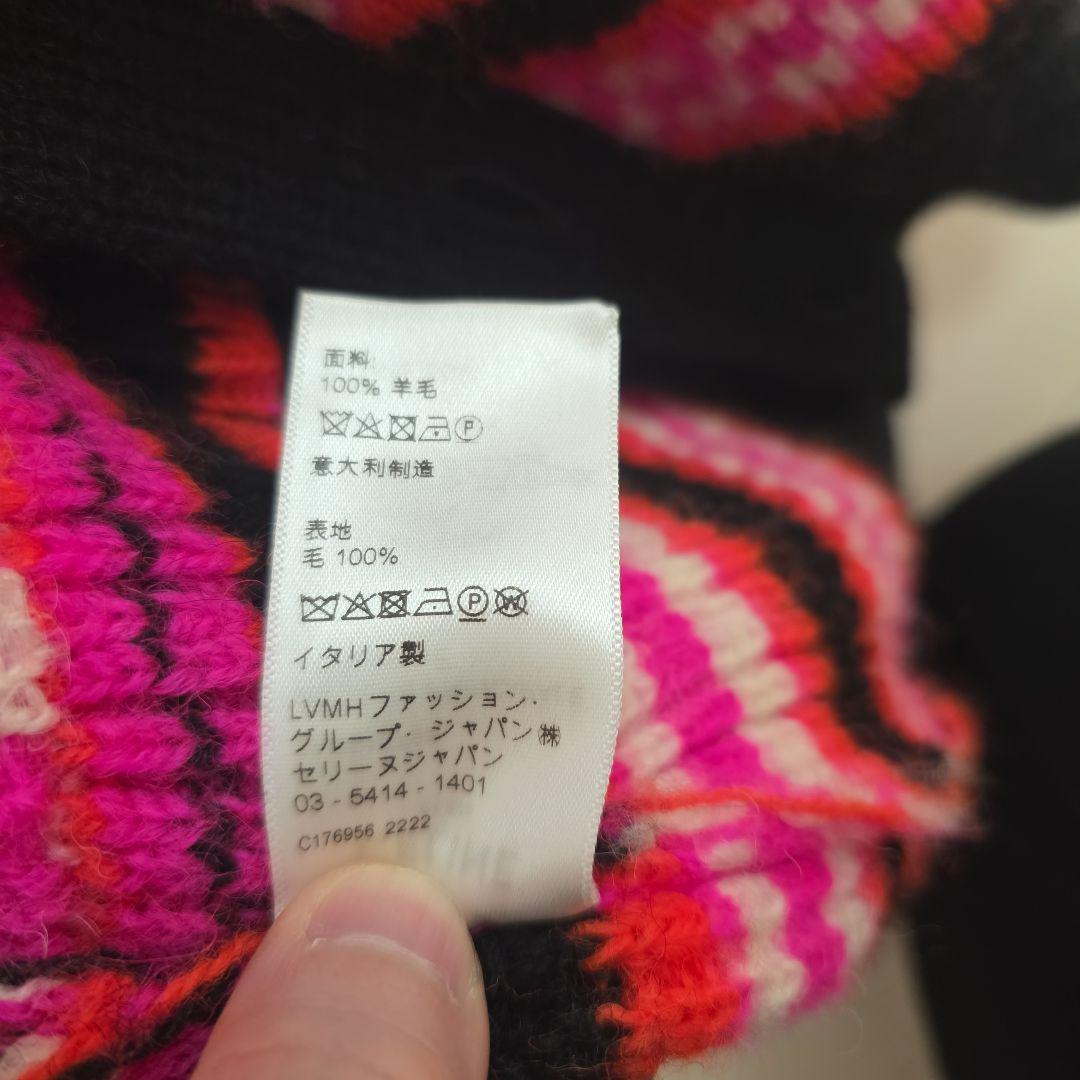 面料
100% 羊毛
P
意大利制造
表地
毛 100%
P W
イタリア製
LVMHファッション·
グループ· ジャパン㈱
セリーヌジャパン
03 - 5414 - 1401
C176956 2222